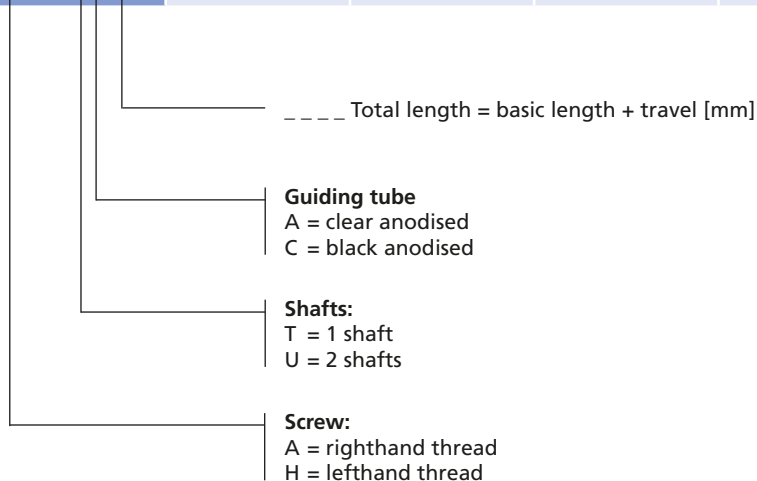 _ _ _ _ Total length = basic length + travel [mm]
Guiding tube
A = clear anodised
C = black anodised
Shafts:
T = 1 shaft
U = 2 shafts
Screw:
A = righthand thread
H = lefthand thread